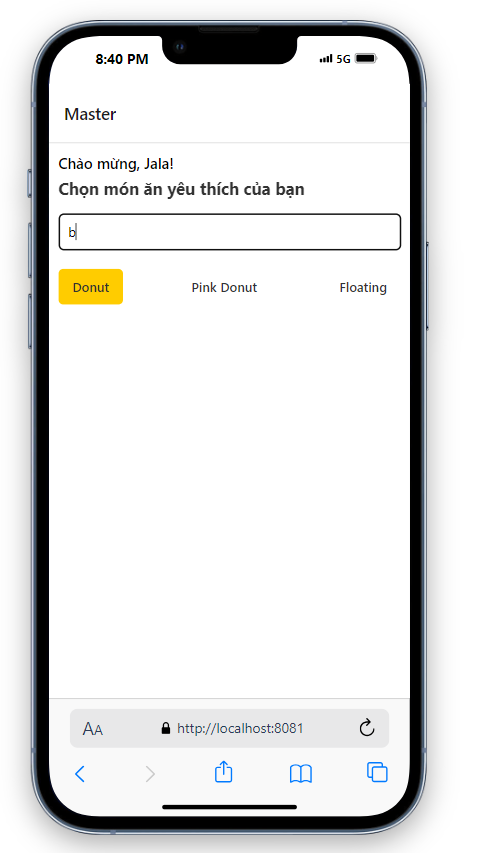 8:40 PM 5G
Master
Chào mừng, Jala!
Chọn món ăn yêu thích của bạn
b
Donut Pink Donut Floating
AA http://localhost:8081